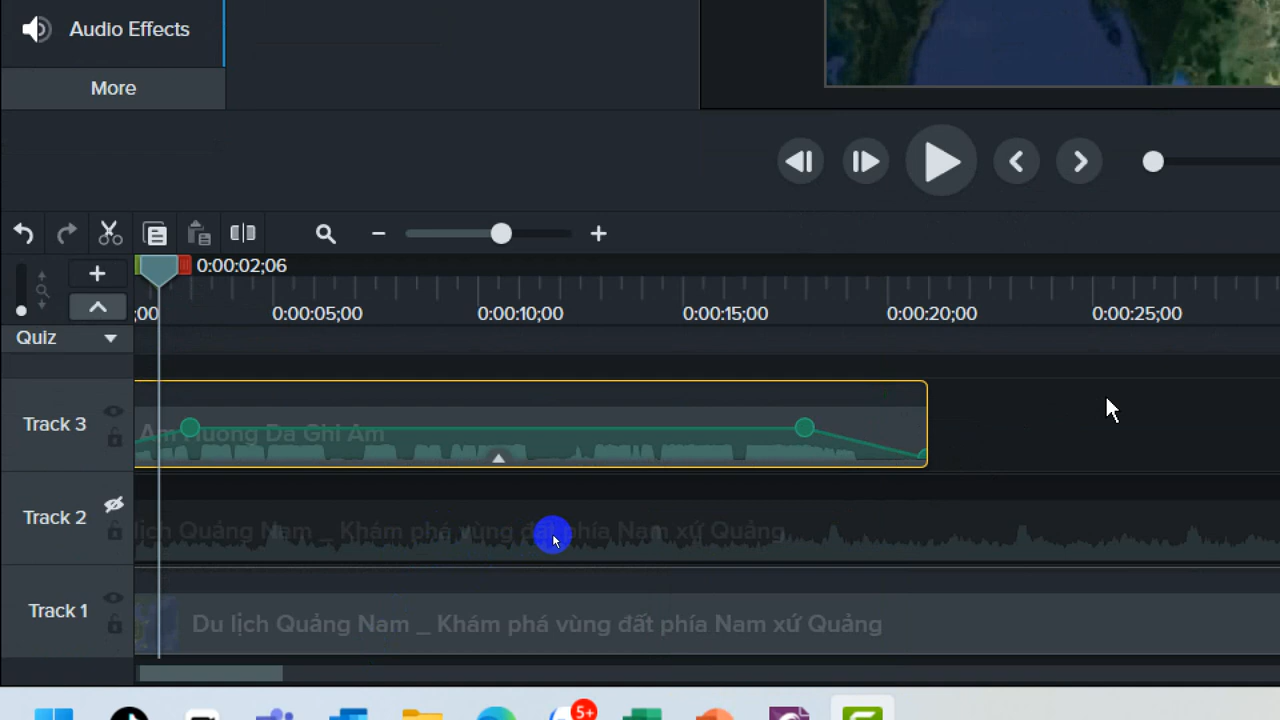 Audio Effects
More
0:00:02;06
;00
0:00:05;00
0:00:10;00
0:00:15;00
0:00:20;00
0:00:25;00
Quiz
Track 3
Am Huong Da Ghi Am
Track 2
lịch Quảng Nam _ Khám phá vùng đất phía Nam xứ Quảng
Track 1
Du lịch Quảng Nam _ Khám phá vùng đất phía Nam xứ Quảng
5+